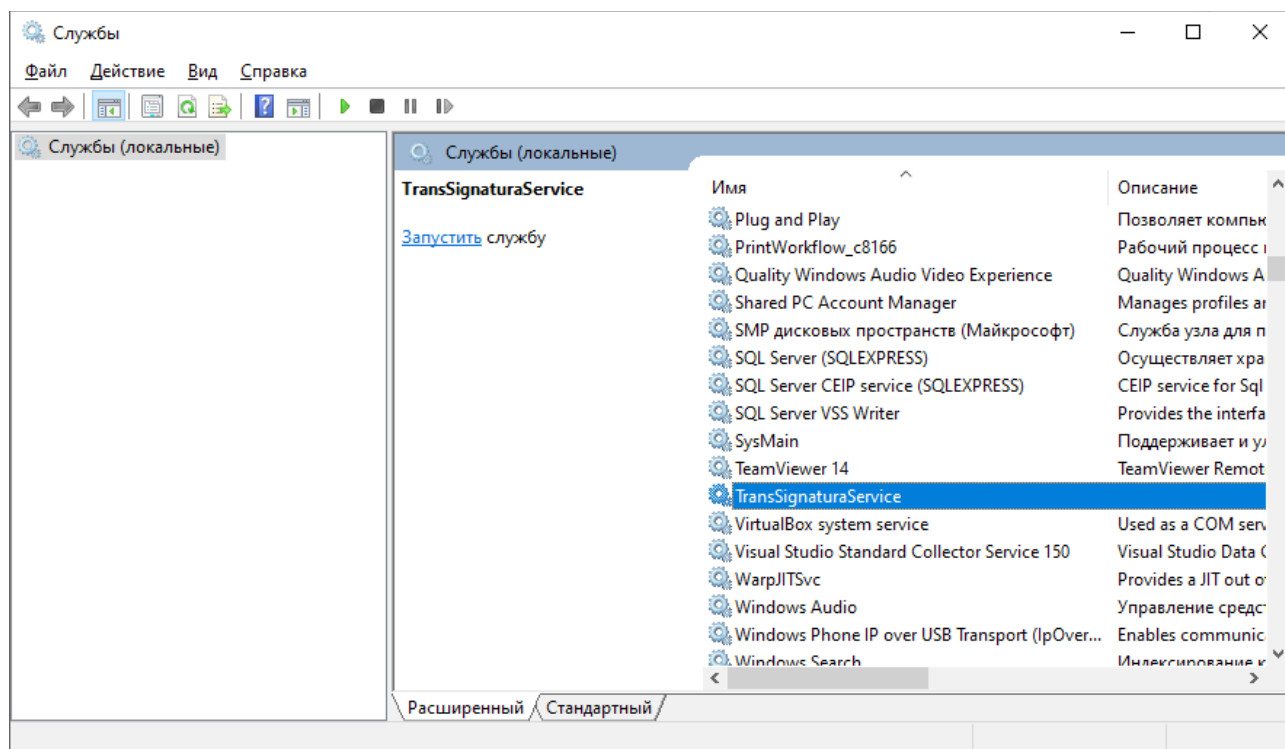 Службы
Файл Действие Вид Справка
Службы (локальные)
Службы (локальные)
TransSignaturaService
Запустить службу
Имя Описание
Plug and Play Позволяет компьк
PrintWorkflow_c8166 Рабочий процесс
Quality Windows Audio Video Experience Quality Windows A
Shared PC Account Manager Manages profiles ar
SMP дисковых пространств (Майкрософт) Служба узла для п
SQL Server (SQLEXPRESS) Осуществляет хра
SQL Server CEIP service (SQLEXPRESS) CEIP service for Sql
SQL Server VSS Writer Provides the interfa
SysMain Поддерживает и
TeamViewer 14 TeamViewer Remot
TransSignaturaService
VirtualBox system service Used as a COM serv
Visual Studio Standard Collector Service 150 Visual Studio Data
WarpJITSvc Provides a JIT out
Windows Audio Управление средс
Windows Phone IP over USB Transport (IpOver... Enables communic
Windows Search Индексирование
Расширенный Стандартный